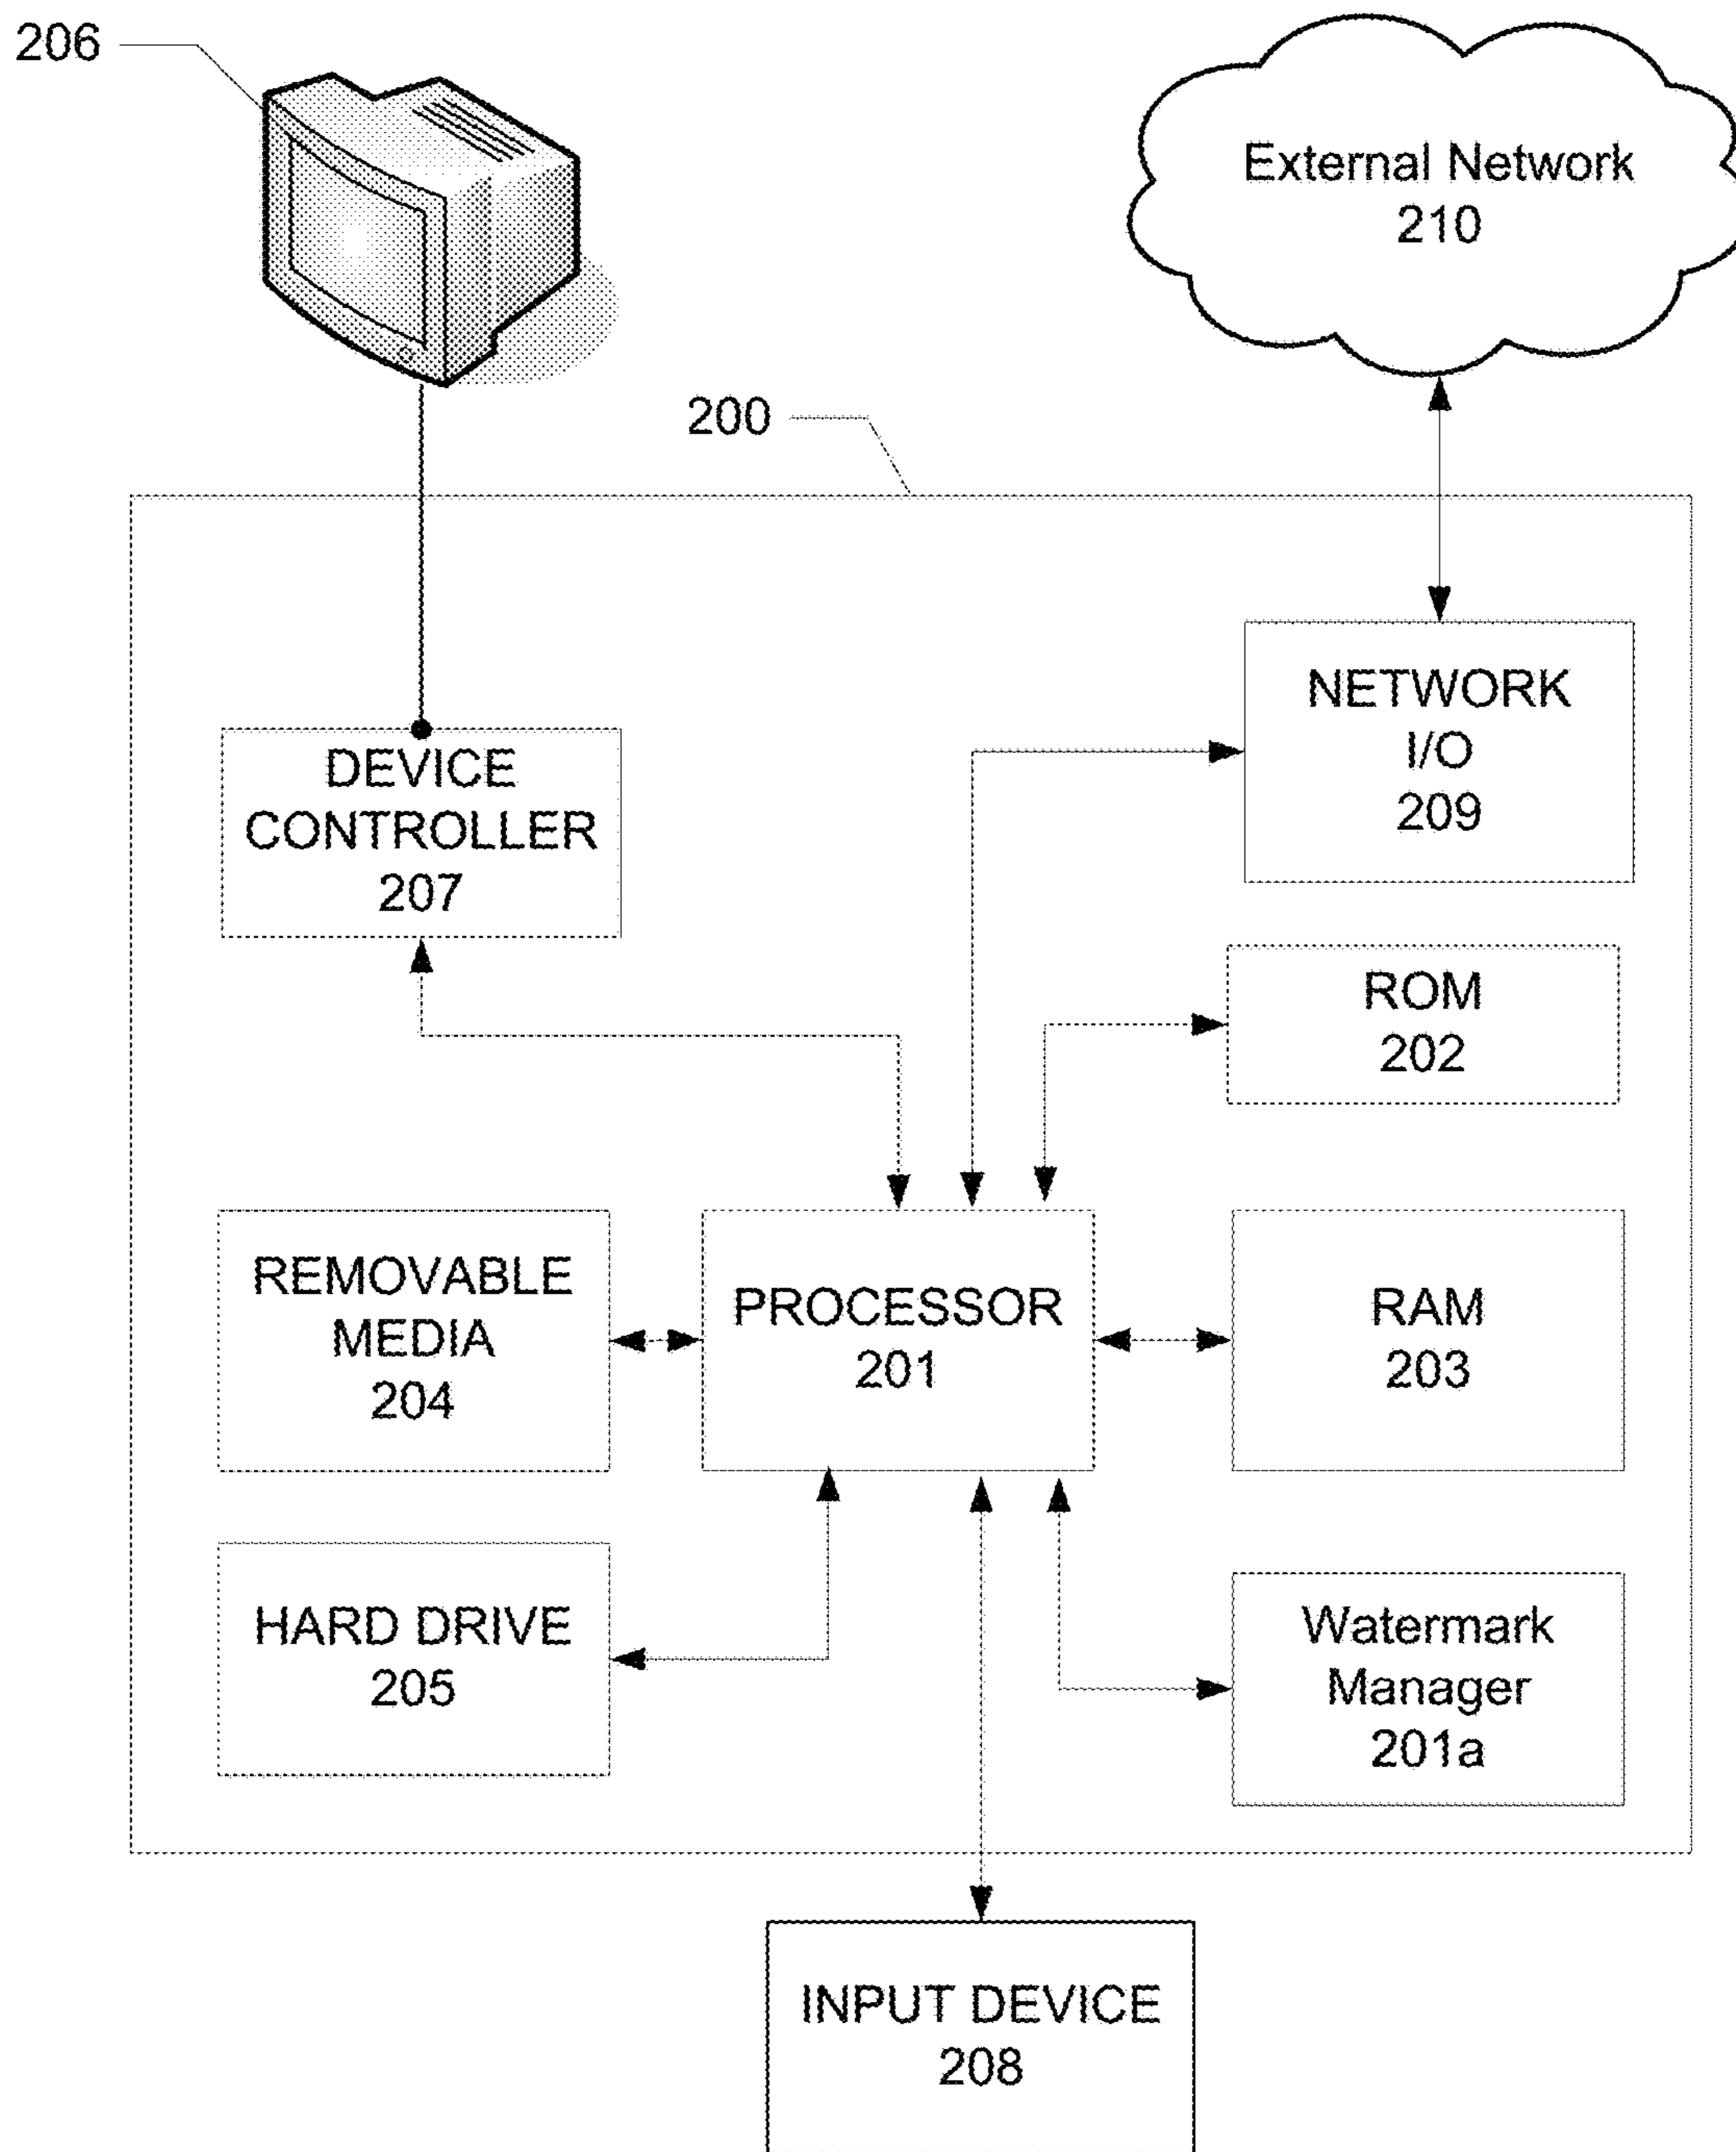 206
External Network
210
200
NETWORK
I/O
209
DEVICE
CONTROLLER
207
ROM
202
REMOVABLE
MEDIA
204
PROCESSOR
201
RAM
203
HARD DRIVE
205
Watermark
Manager
201a
INPUT DEVICE
208